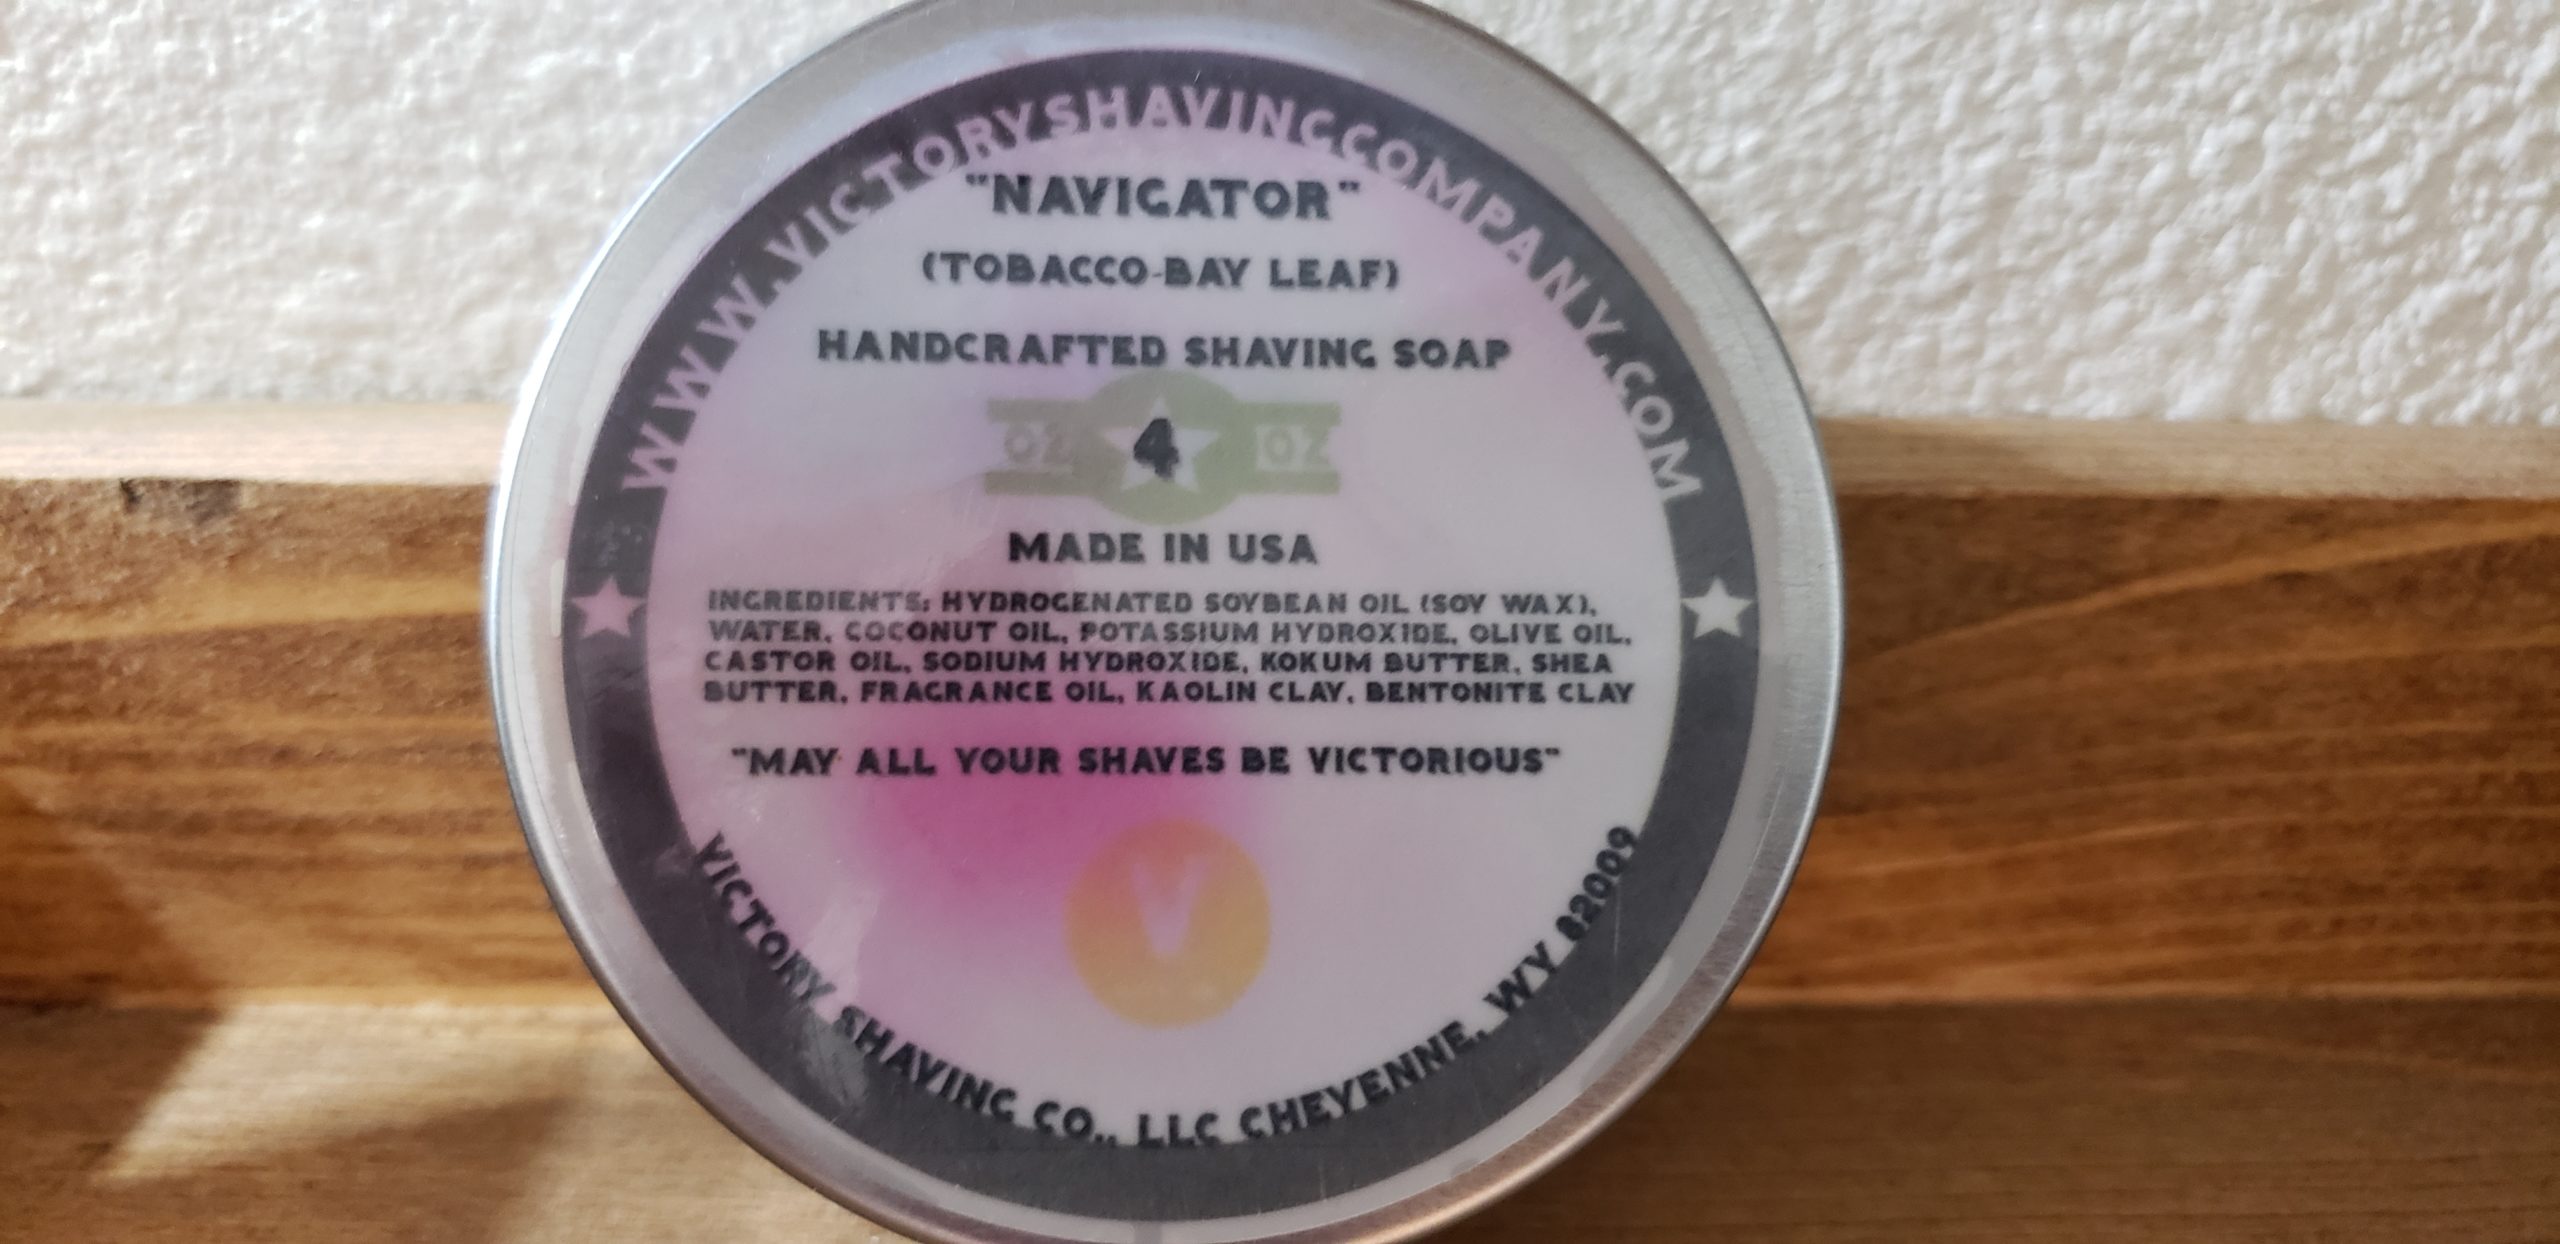 WWW.VICTORYSHAVINGCOMPANY.COM
"NAVIGATOR"
(TOBACCO-BAY LEAF)
HANDCRAFTED SHAVING SOAP
OZ 4 OZ
MADE IN USA
INGREDIENTS: HYDROGENATED SOYBEAN OIL (SOY WAX),
WATER, COCONUT OIL, POTASSIUM HYDROXIDE, OLIVE OIL,
CASTOR OIL, SODIUM HYDROXIDE, KOKUM BUTTER, SHEA
BUTTER, FRAGRANCE OIL, KAOLIN CLAY, BENTONITE CLAY
"MAY ALL YOUR SHAVES BE VICTORIOUS"
V
VICTORY SHAVING CO., LLC CHEYENNE, WY 82009